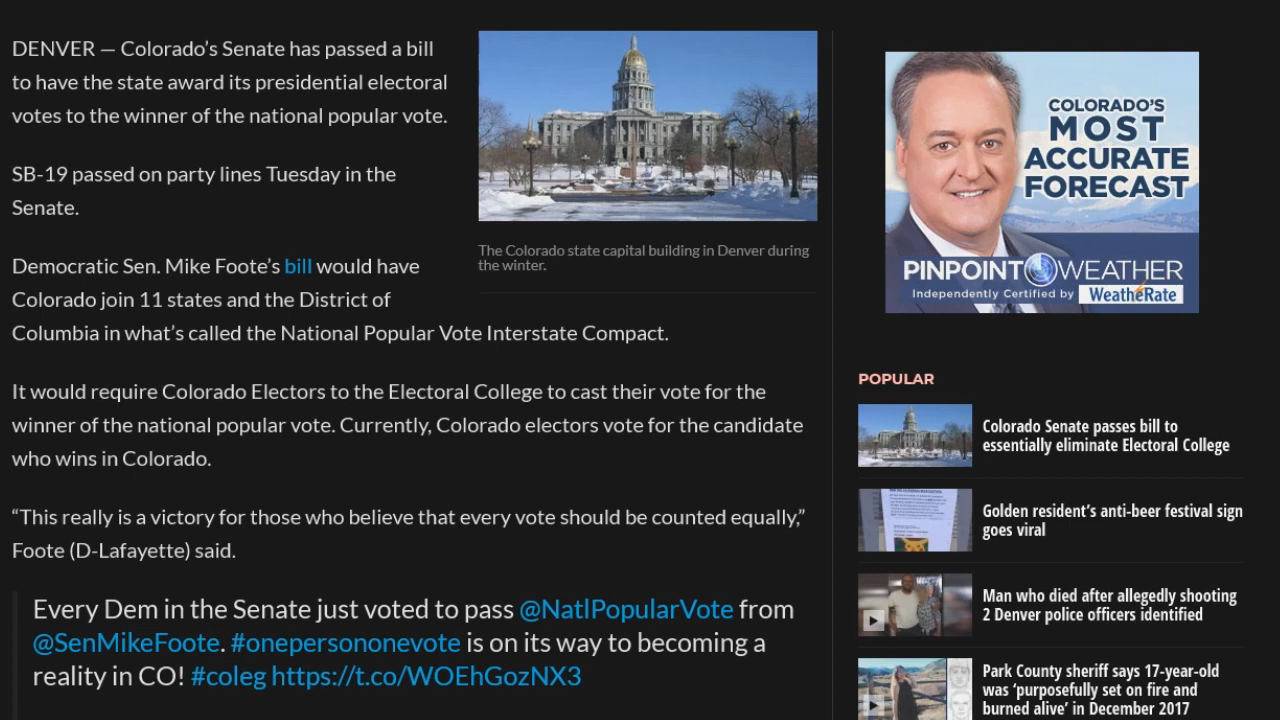 DENVER — Colorado’s Senate has passed a bill
to have the state award its presidential electoral
votes to the winner of the national popular vote.
SB-19 passed on party lines Tuesday in the
Senate.
Democratic Sen. Mike Foote’s bill would have
Colorado join 11 states and the District of
Columbia in what’s called the National Popular Vote Interstate Compact.
It would require Colorado Electors to the Electoral College to cast their vote for the
winner of the national popular vote. Currently, Colorado electors vote for the candidate
who wins in Colorado.
“This really is a victory for those who believe that every vote should be counted equally,”
Foote (D-Lafayette) said.
Every Dem in the Senate just voted to pass @NatlPopularVote from
@SenMikeFoote. #onepersononevote is on its way to becoming a
reality in CO! #coleg https://t.co/WOEhGozNX3
The Colorado state capital building in Denver during
the winter.
COLORADO’S
MOST
ACCURATE
FORECAST
PINPOINT WEATHER
Independently Certified by WeatheRate
POPULAR
Colorado Senate passes bill to
essentially eliminate Electoral College
Golden resident’s anti-beer festival sign
goes viral
Man who died after allegedly shooting
2 Denver police officers identified
Park County sheriff says 17-year-old
was ‘purposefully set on fire and
burned alive’ in December 2017